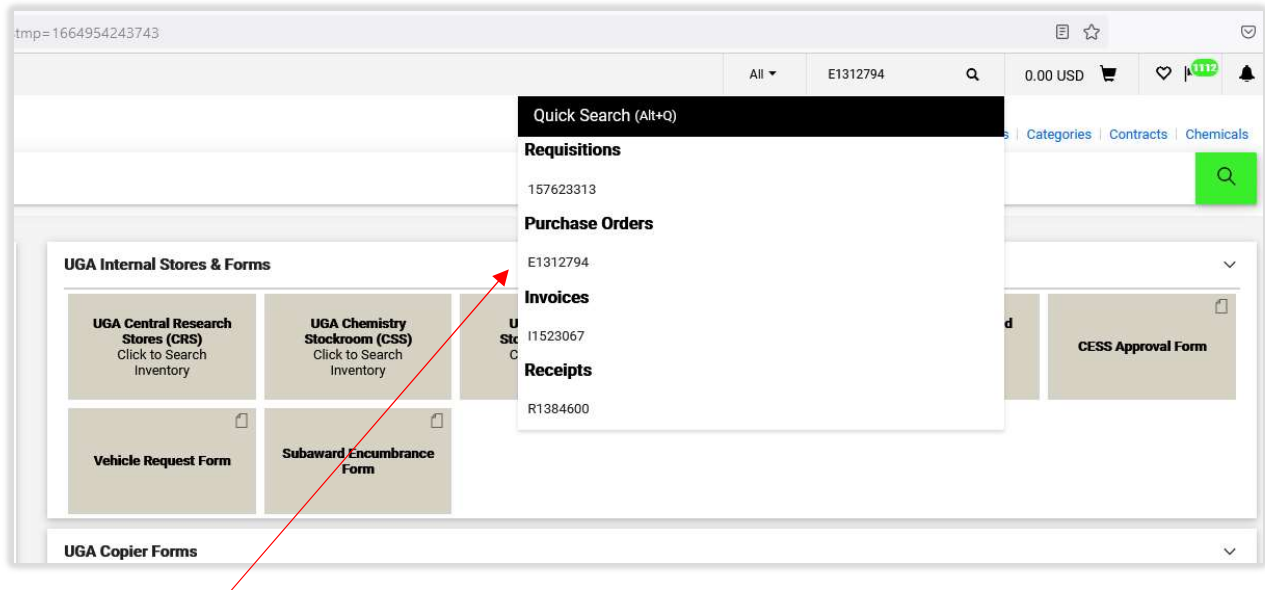 tmp=1664954243743
All
E1312794
0.00 USD
1112
Quick Search (Alt+Q)
Categories | Contracts | Chemicals
Requisitions
157623313
Purchase Orders
E1312794
Invoices
I1523067
Receipts
R1384600
UGA Internal Stores & Forms
UGA Central Research
Stores (CRS)
Click to Search
Inventory
UGA Chemistry
Stockroom (CSS)
Click to Search
Inventory
CESS Approval Form
Vehicle Request Form
Subaward Encumbrance
Form
UGA Copier Forms